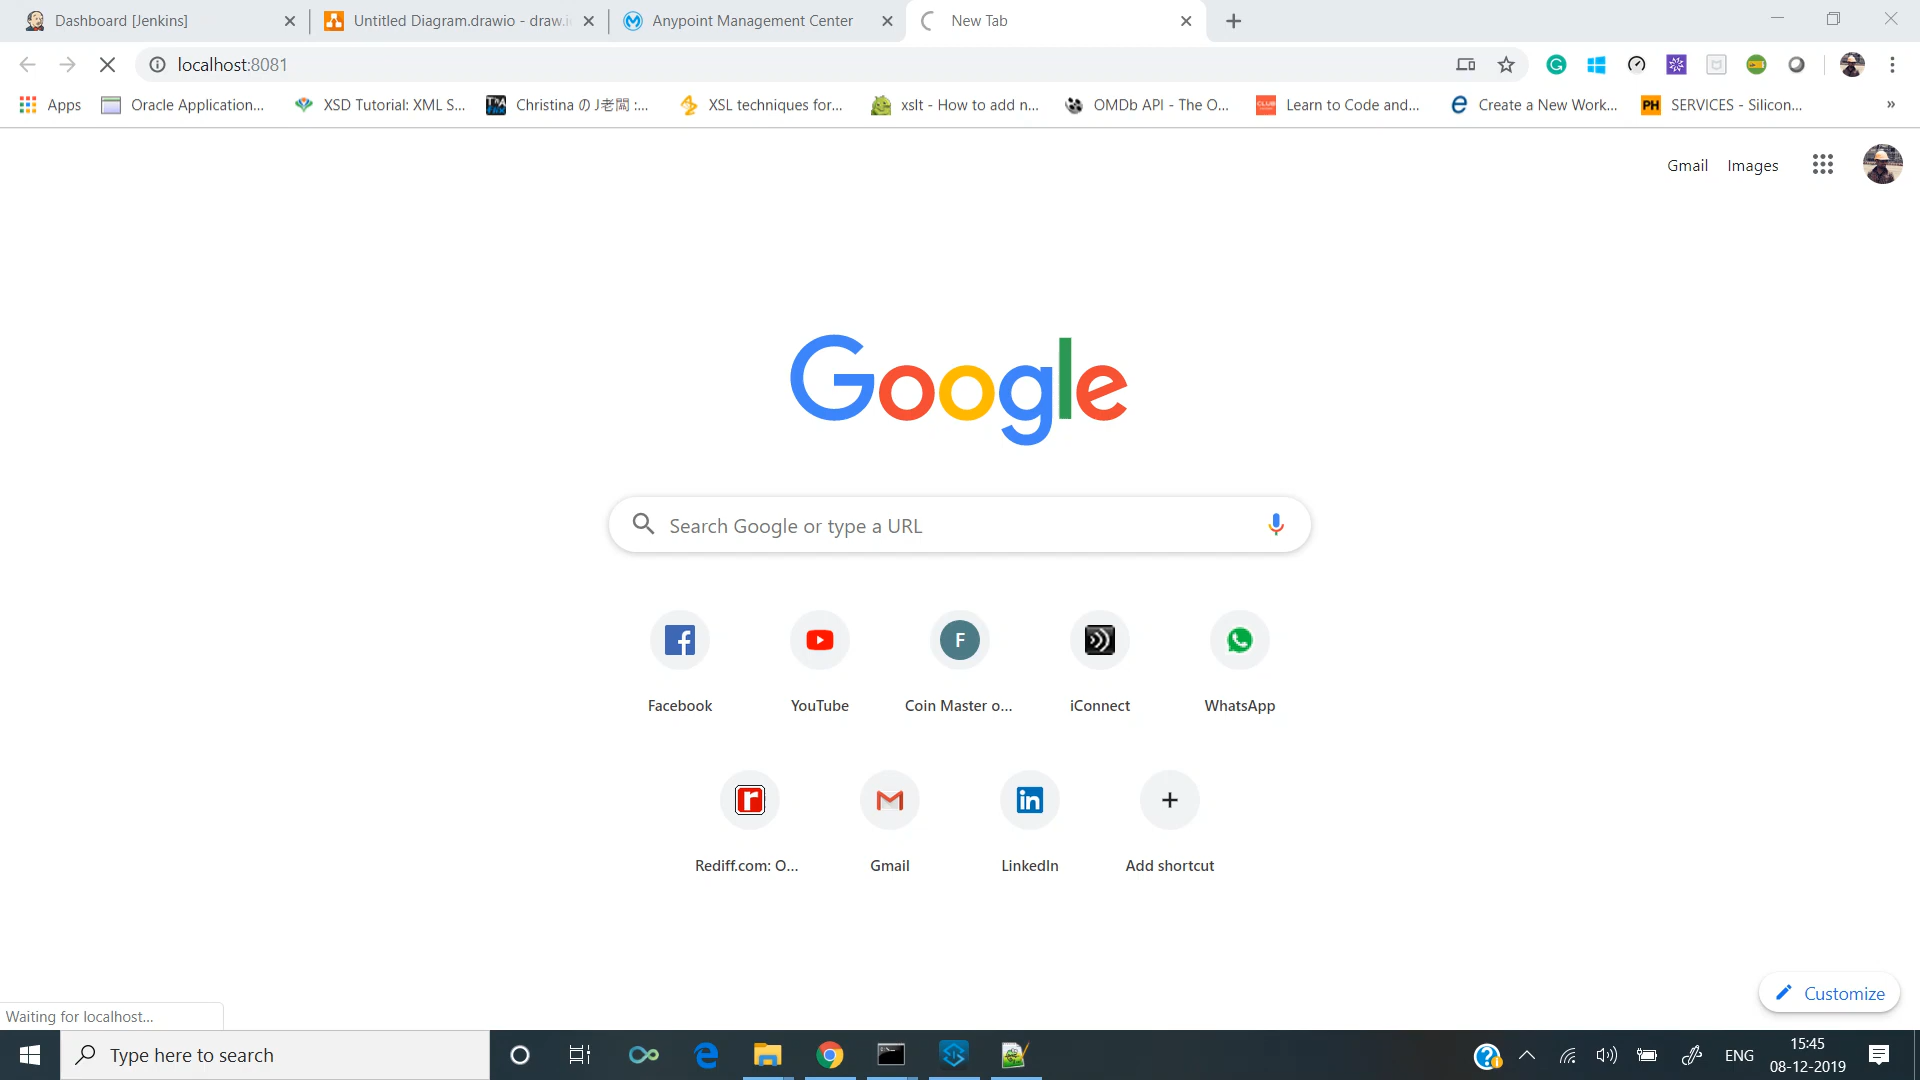 Dashboard [Jenkins]
Untitled Diagram.drawio - draw.i
Anypoint Management Center
New Tab
localhost:8081
Apps
Oracle Application...
XSD Tutorial: XML S...
Christina の J老闆 :...
XSL techniques for...
xslt - How to add n...
OMDb API - The O...
Learn to Code and...
Create a New Work...
PH
SERVICES - Silicon...
»
Gmail
Images
Google
Search Google or type a URL
F
Facebook
YouTube
Coin Master o...
iConnect
WhatsApp
Rediff.com: O...
Gmail
LinkedIn
Add shortcut
Customize
Waiting for localhost...
Type here to search
ENG
15:45
08-12-2019